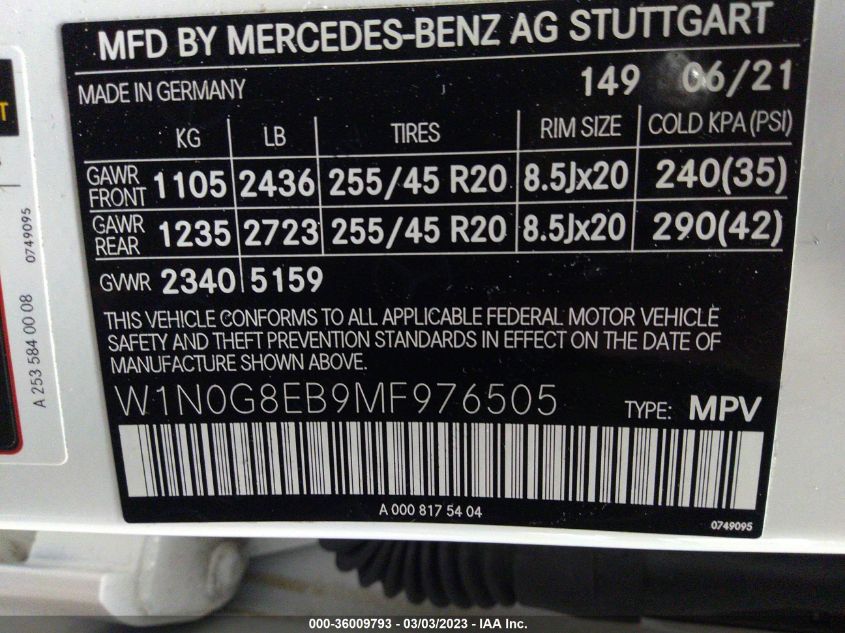 MFD BY MERCEDES-BENZ AG STUTTGART
MADE IN GERMANY 149 06/21
KG LB TIRES RIM SIZE COLD KPA(PSI)
GAWR FRONT 1105 2436 255/45 R20 8.5Jx20 240(35)
GAWR REAR 1235 2723 255/45 R20 8.5Jx20 290(42)
GVWR 2340 5159
THIS VEHICLE CONFORMS TO ALL APPLICABLE FEDERAL MOTOR VEHICLE
SAFETY AND THEFT PREVENTION STANDARDS IN EFFECT ON THE DATE OF
MANUFACTURE SHOWN ABOVE.
W1N0G8EB9MF976505 TYPE: MPV
A 000 817 54 04
0749095
A 253 584 00 08 0749095
000-36009793 - 03/03/2023 - IAA Inc.